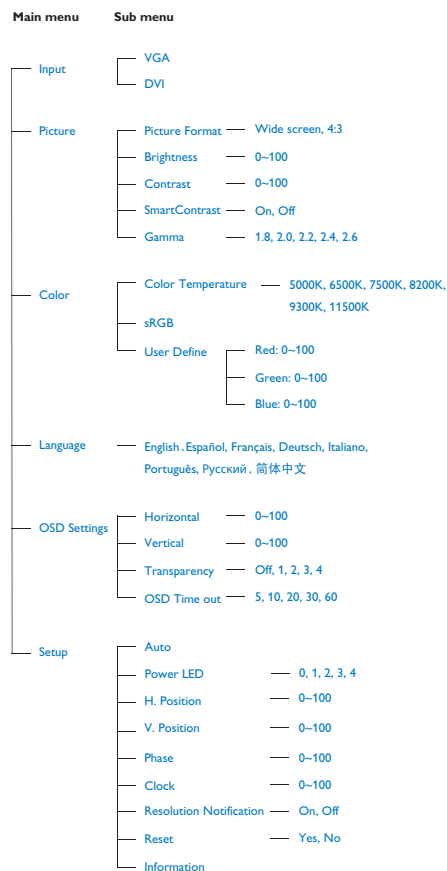 Main menu Sub menu
Input
VGA
DVI
Picture
Picture Format Wide screen, 4:3
Brightness 0~100
Contrast 0~100
SmartContrast On, Off
Gamma 1.8, 2.0, 2.2, 2.4, 2.6
Color
Color Temperature 5000K, 6500K, 7500K, 8200K,
9300K, 11500K
sRGB
User Define Red: 0~100
Green: 0~100
Blue: 0~100
Language English, Español, Français, Deutsch, Italiano,
Português, Русский, 简体中文
OSD Settings
Horizontal 0~100
Vertical 0~100
Transparency Off, 1, 2, 3, 4
OSD Time out 5, 10, 20, 30, 60
Setup
Auto
Power LED 0, 1, 2, 3, 4
H. Position 0~100
V. Position 0~100
Phase 0~100
Clock 0~100
Resolution Notification On, Off
Reset Yes, No
Information